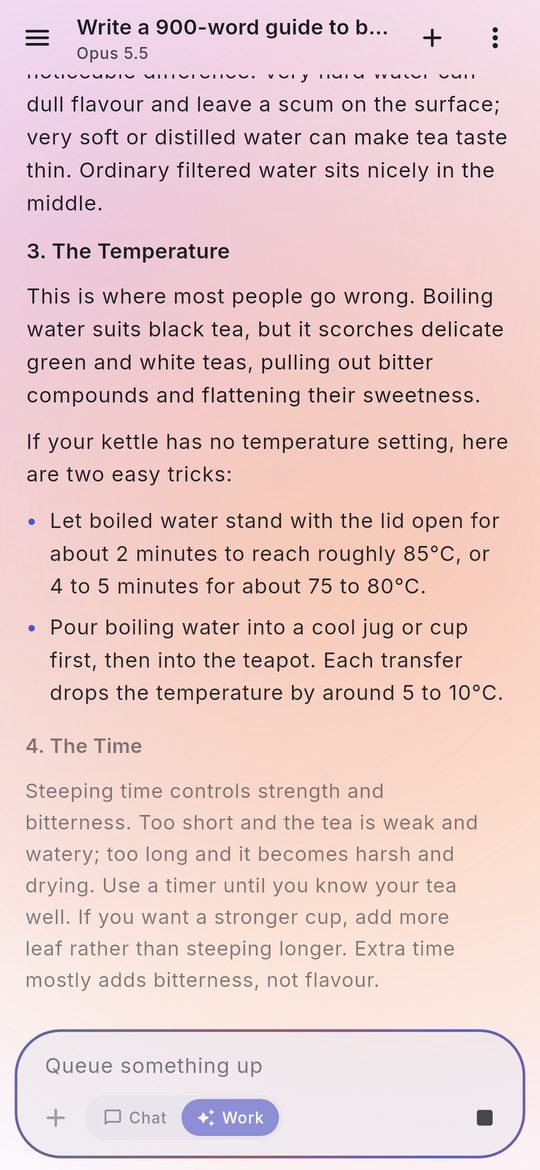 Write a 900-word guide to b...
Opus 5.5
noticeable difference. Very hard water can
dull flavour and leave a scum on the surface;
very soft or distilled water can make tea taste
thin. Ordinary filtered water sits nicely in the
middle.
3. The Temperature
This is where most people go wrong. Boiling
water suits black tea, but it scorches delicate
green and white teas, pulling out bitter
compounds and flattening their sweetness.
If your kettle has no temperature setting, here
are two easy tricks:
• Let boiled water stand with the lid open for
about 2 minutes to reach roughly 85°C, or
4 to 5 minutes for about 75 to 80°C.
• Pour boiling water into a cool jug or cup
first, then into the teapot. Each transfer
drops the temperature by around 5 to 10°C.
4. The Time
Steeping time controls strength and
bitterness. Too short and the tea is weak and
watery; too long and it becomes harsh and
drying. Use a timer until you know your tea
well. If you want a stronger cup, add more
leaf rather than steeping longer. Extra time
mostly adds bitterness, not flavour.
Queue something up
Chat
Work